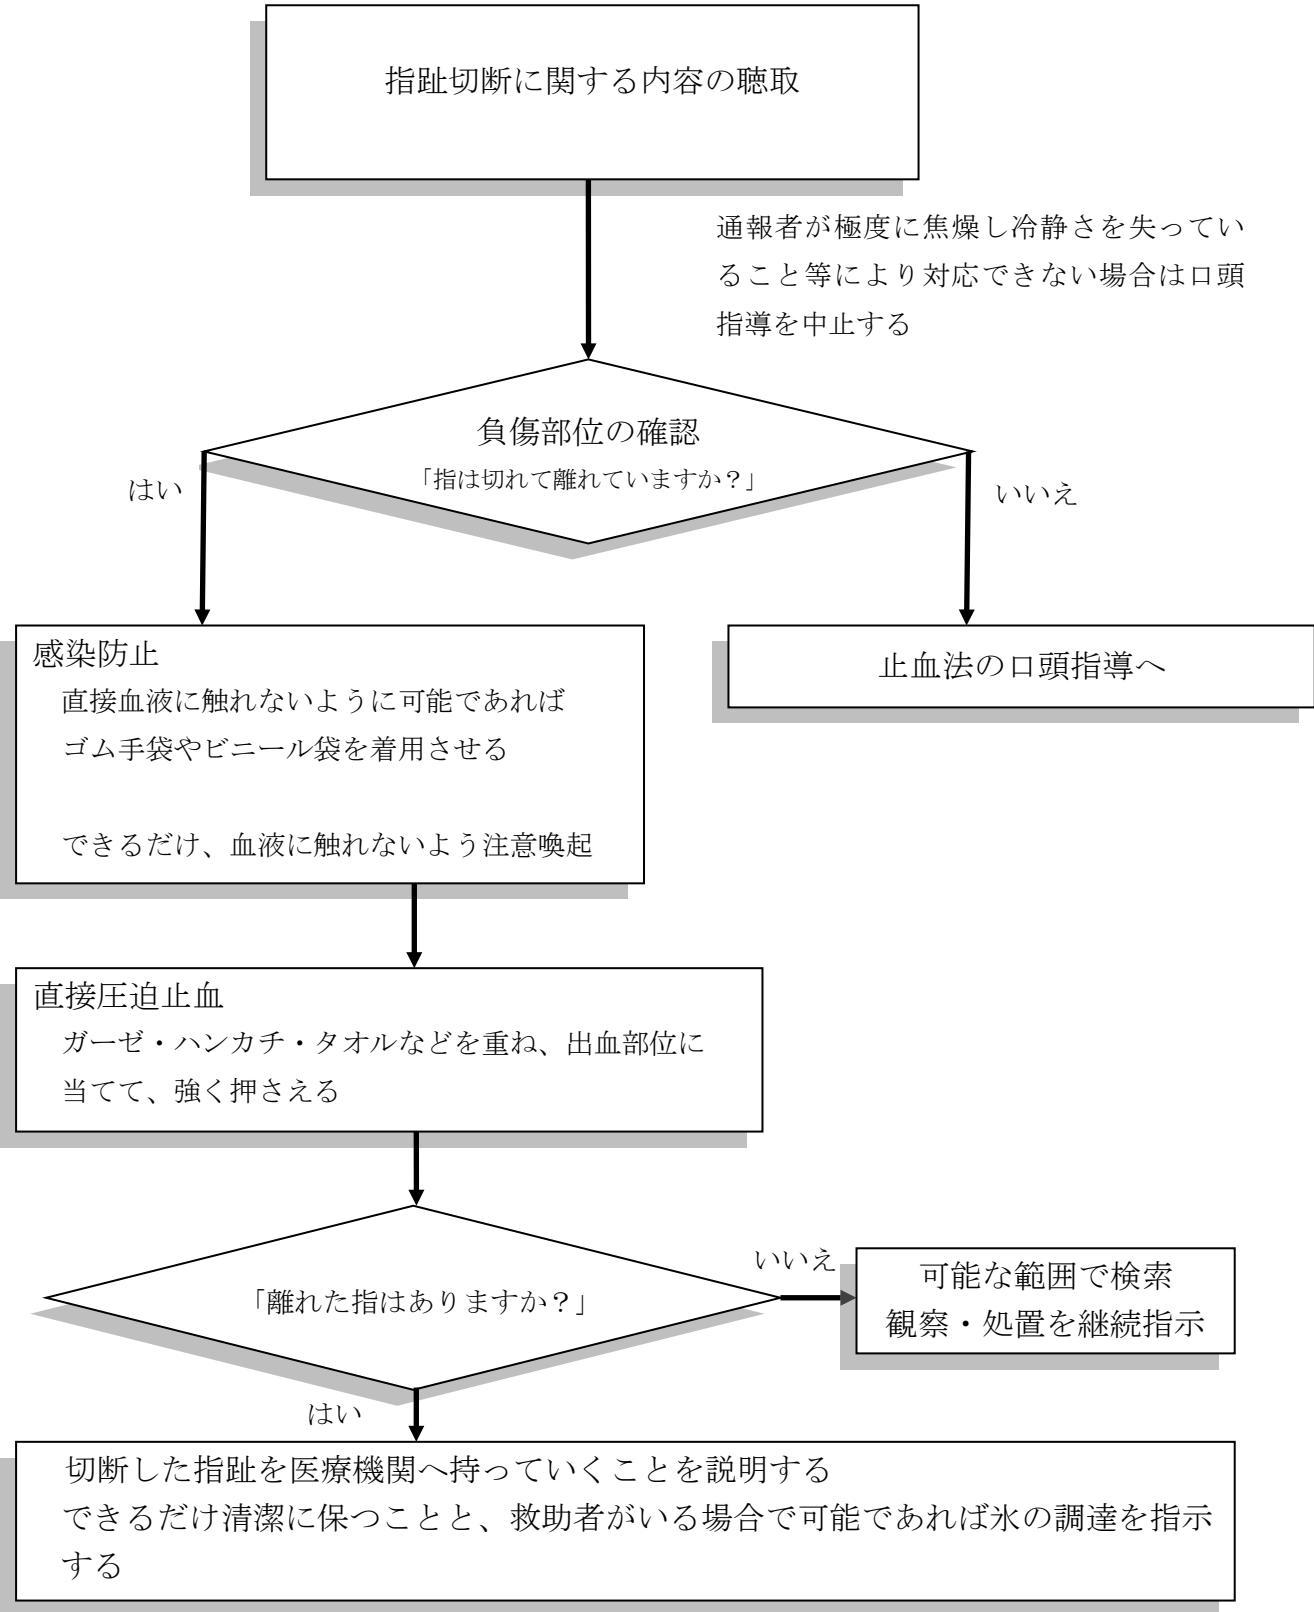 指趾切断に関する内容の聴取
通報者が極度に焦燥し冷静さを失ってい
ること等により対応できない場合は口頭
指導を中止する
負傷部位の確認
「指は切れて離れていますか？」
はい
いいえ
感染防止
直接血液に触れないように可能であれば
ゴム手袋やビニール袋を着用させる
できるだけ、血液に触れないよう注意喚起
止血法の口頭指導へ
直接圧迫止血
ガーゼ・ハンカチ・タオルなどを重ね、出血部位に
当てて、強く押さえる
「離れた指はありますか？」
いいえ
可能な範囲で検索
観察・処置を継続指示
はい
切断した指趾を医療機関へ持っていくことを説明する
できるだけ清潔に保つことと、救助者がいる場合で可能であれば氷の調達を指示
する